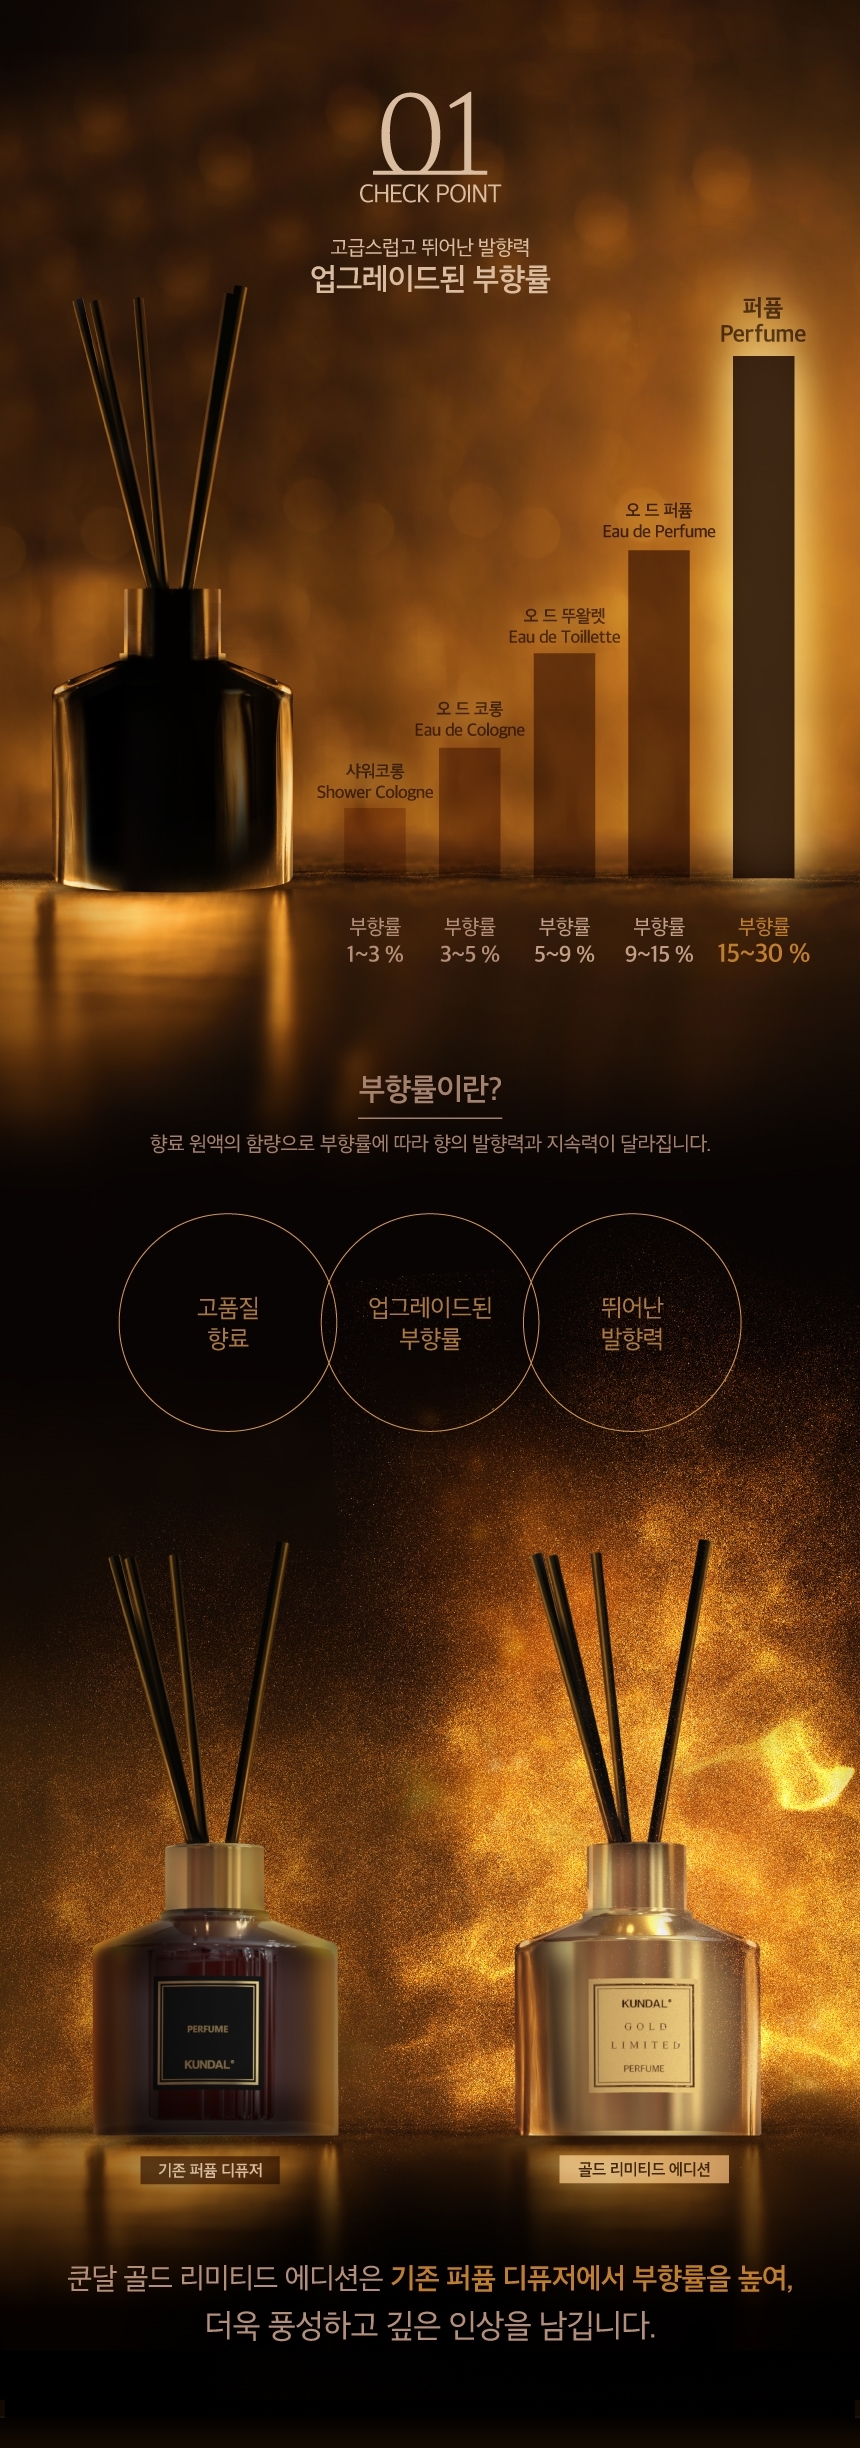 01
CHECK POINT
고급스럽고 뛰어난 발향력
업그레이드된 부향률
퍼퓸
Perfume
오 드 퍼퓸
Eau de Perfume
오 드 뚜왈렛
Eau de Toillette
오 드 코롱
Eau de Cologne
샤워코롱
Shower Cologne
부향률 부향률 부향률 부향률 부향률
1~3 % 3~5 % 5~9 % 9~15 % 15~30 %
부향률이란?
향료 원액의 함량으로 부향률에 따라 향의 발향력과 지속력이 달라집니다.
고품질
향료
업그레이드된
부향률
뛰어난
발향력
PERFUME
KUNDAL®
KUNDAL®
GOLD
LIMITED
PERFUME
기존 퍼퓸 디퓨저
골드 리미티드 에디션
쿤달 골드 리미티드 에디션은 기존 퍼퓸 디퓨저에서 부향률을 높여,
더욱 풍성하고 깊은 인상을 남깁니다.